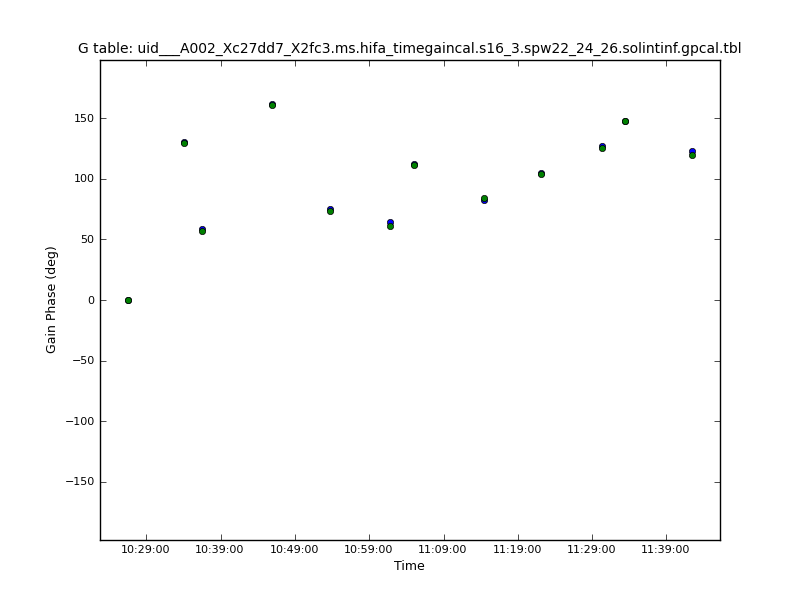 G table: uid___A002_Xc27dd7_X2fc3.ms.hifa_timegaincal.s16_3.spw22_24_26.solintinf.gpcal.tbl
150
100
50
0
−50
−100
−150
Gain Phase (deg)
10:29:00 10:39:00 10:49:00 10:59:00 11:09:00 11:19:00 11:29:00 11:39:00
Time